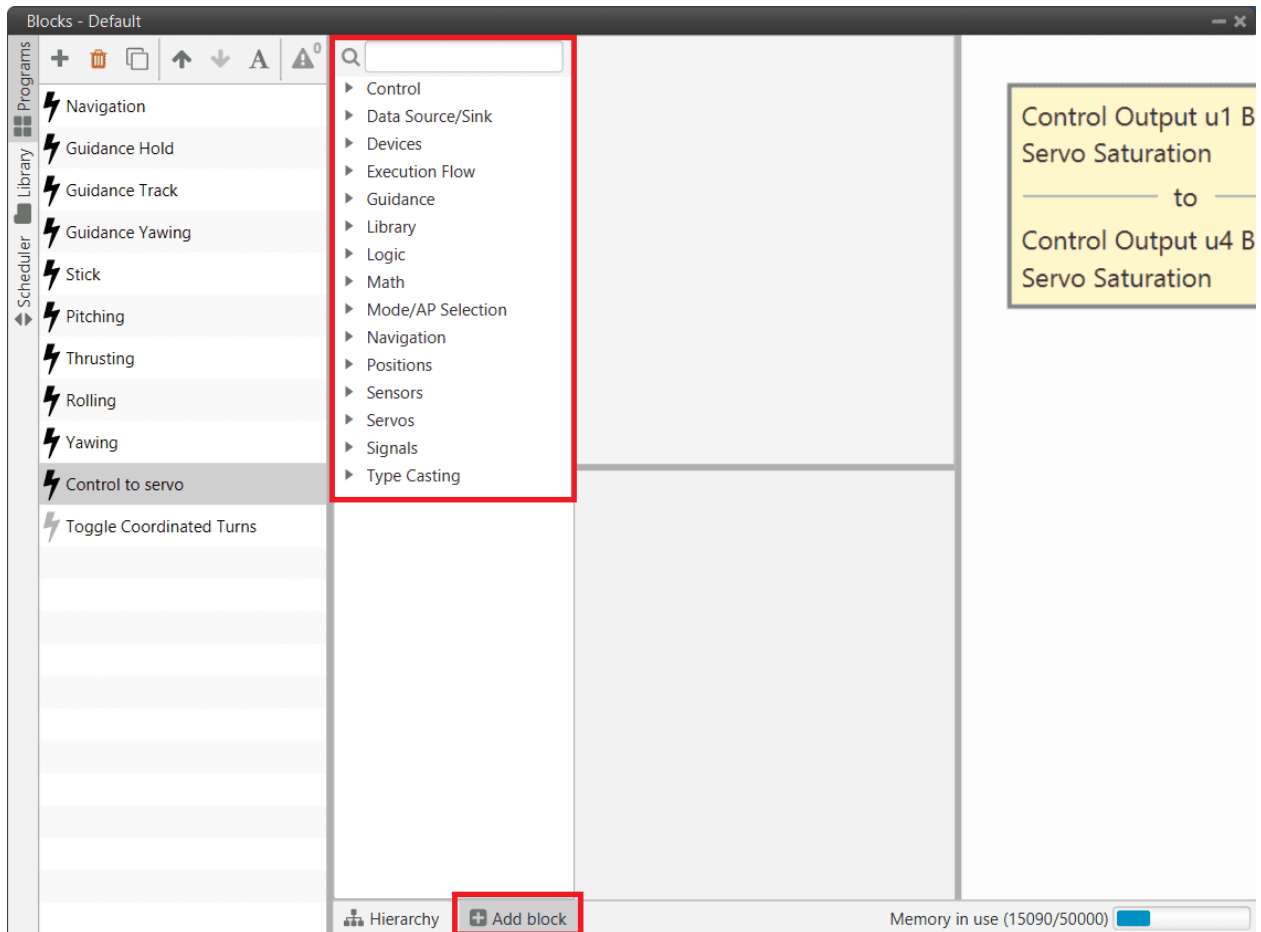 Blocks - Default
Programs
Library
Scheduler
A
0
Navigation
Guidance Hold
Guidance Track
Guidance Yawing
Stick
Pitching
Thrusting
Rolling
Yawing
Control to servo
Toggle Coordinated Turns
Control
Data Source/Sink
Devices
Execution Flow
Guidance
Library
Logic
Math
Mode/AP Selection
Navigation
Positions
Sensors
Servos
Signals
Type Casting
Control Output u1 B
Servo Saturation
to
Control Output u4 B
Servo Saturation
Hierarchy
Add block
Memory in use (15090/50000)